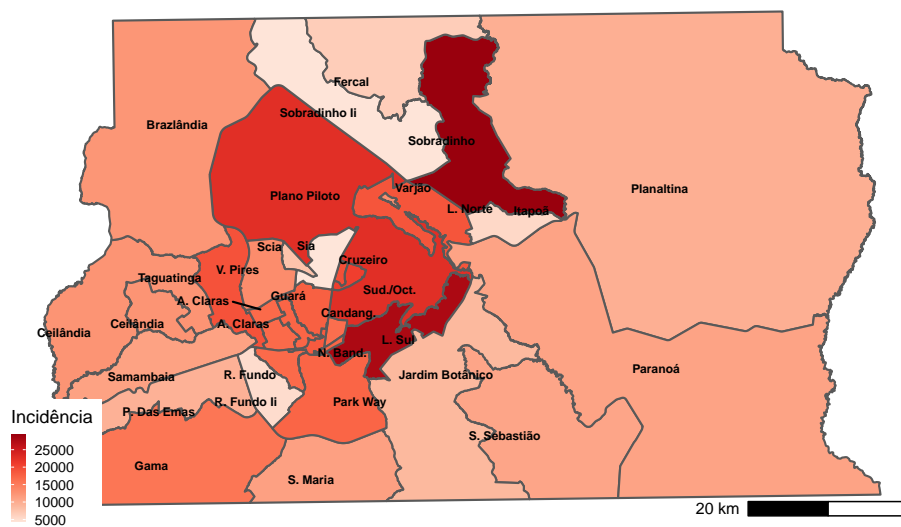 Fercal
Sobradinho Ii
Brazlândia
Sobradinho
Planaltina
Varjão
Plano Piloto
L. Norte
Itapoã
Scia
Sia
Cruzeiro
V. Pires
Taguatinga
Sud./Oct.
A. Claras
Guará
Candang.
Ceilândia
A. Claras
Ceilândia
L. Sul
N. Band.
Paranoá
Samambaia
R. Fundo
Jardim Botânico
R. Fundo Ii
Park Way
P. Das Emas
S. Sebastião
Gama
S. Maria
Incidência
25000
20000
15000
10000
5000
20 km